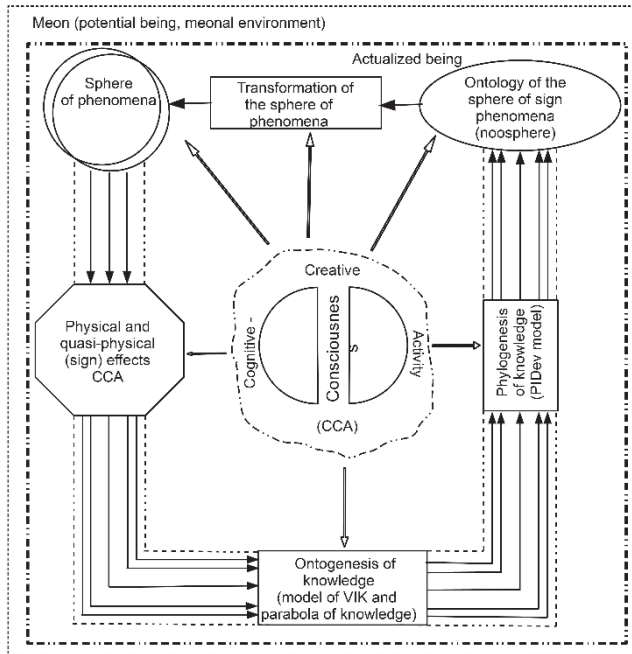 Meon (potential being, meonal environment)
Actualized being
Sphere
of phenomena
Transformation of
the sphere of
phenomena
Ontology of the
sphere of sign
phenomena
(noosphere)
Creative
Cognitive -
Consciousnes
s
Activity
(CCA)
Physical and
quasi-physical
(sign) effects
CCA
Phylogenesis
of knowledge
(PIDev model)
Ontogenesis of
knowledge
(model of VIK and
parabola of knowledge)